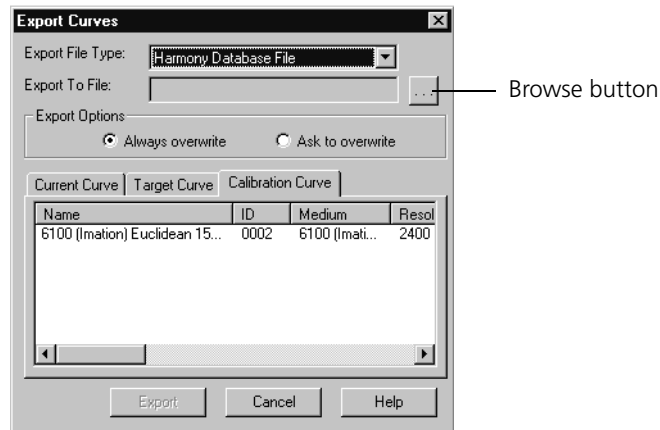 Export Curves
Export File Type: Harmony Database File
Export To File: ... Browse button
Export Options
Always overwrite Ask to overwrite
Current Curve Target Curve Calibration Curve
Name ID Medium Resol
6100 (Imation) Euclidean 15... 0002 6100 (Imati... 2400
Export Cancel Help